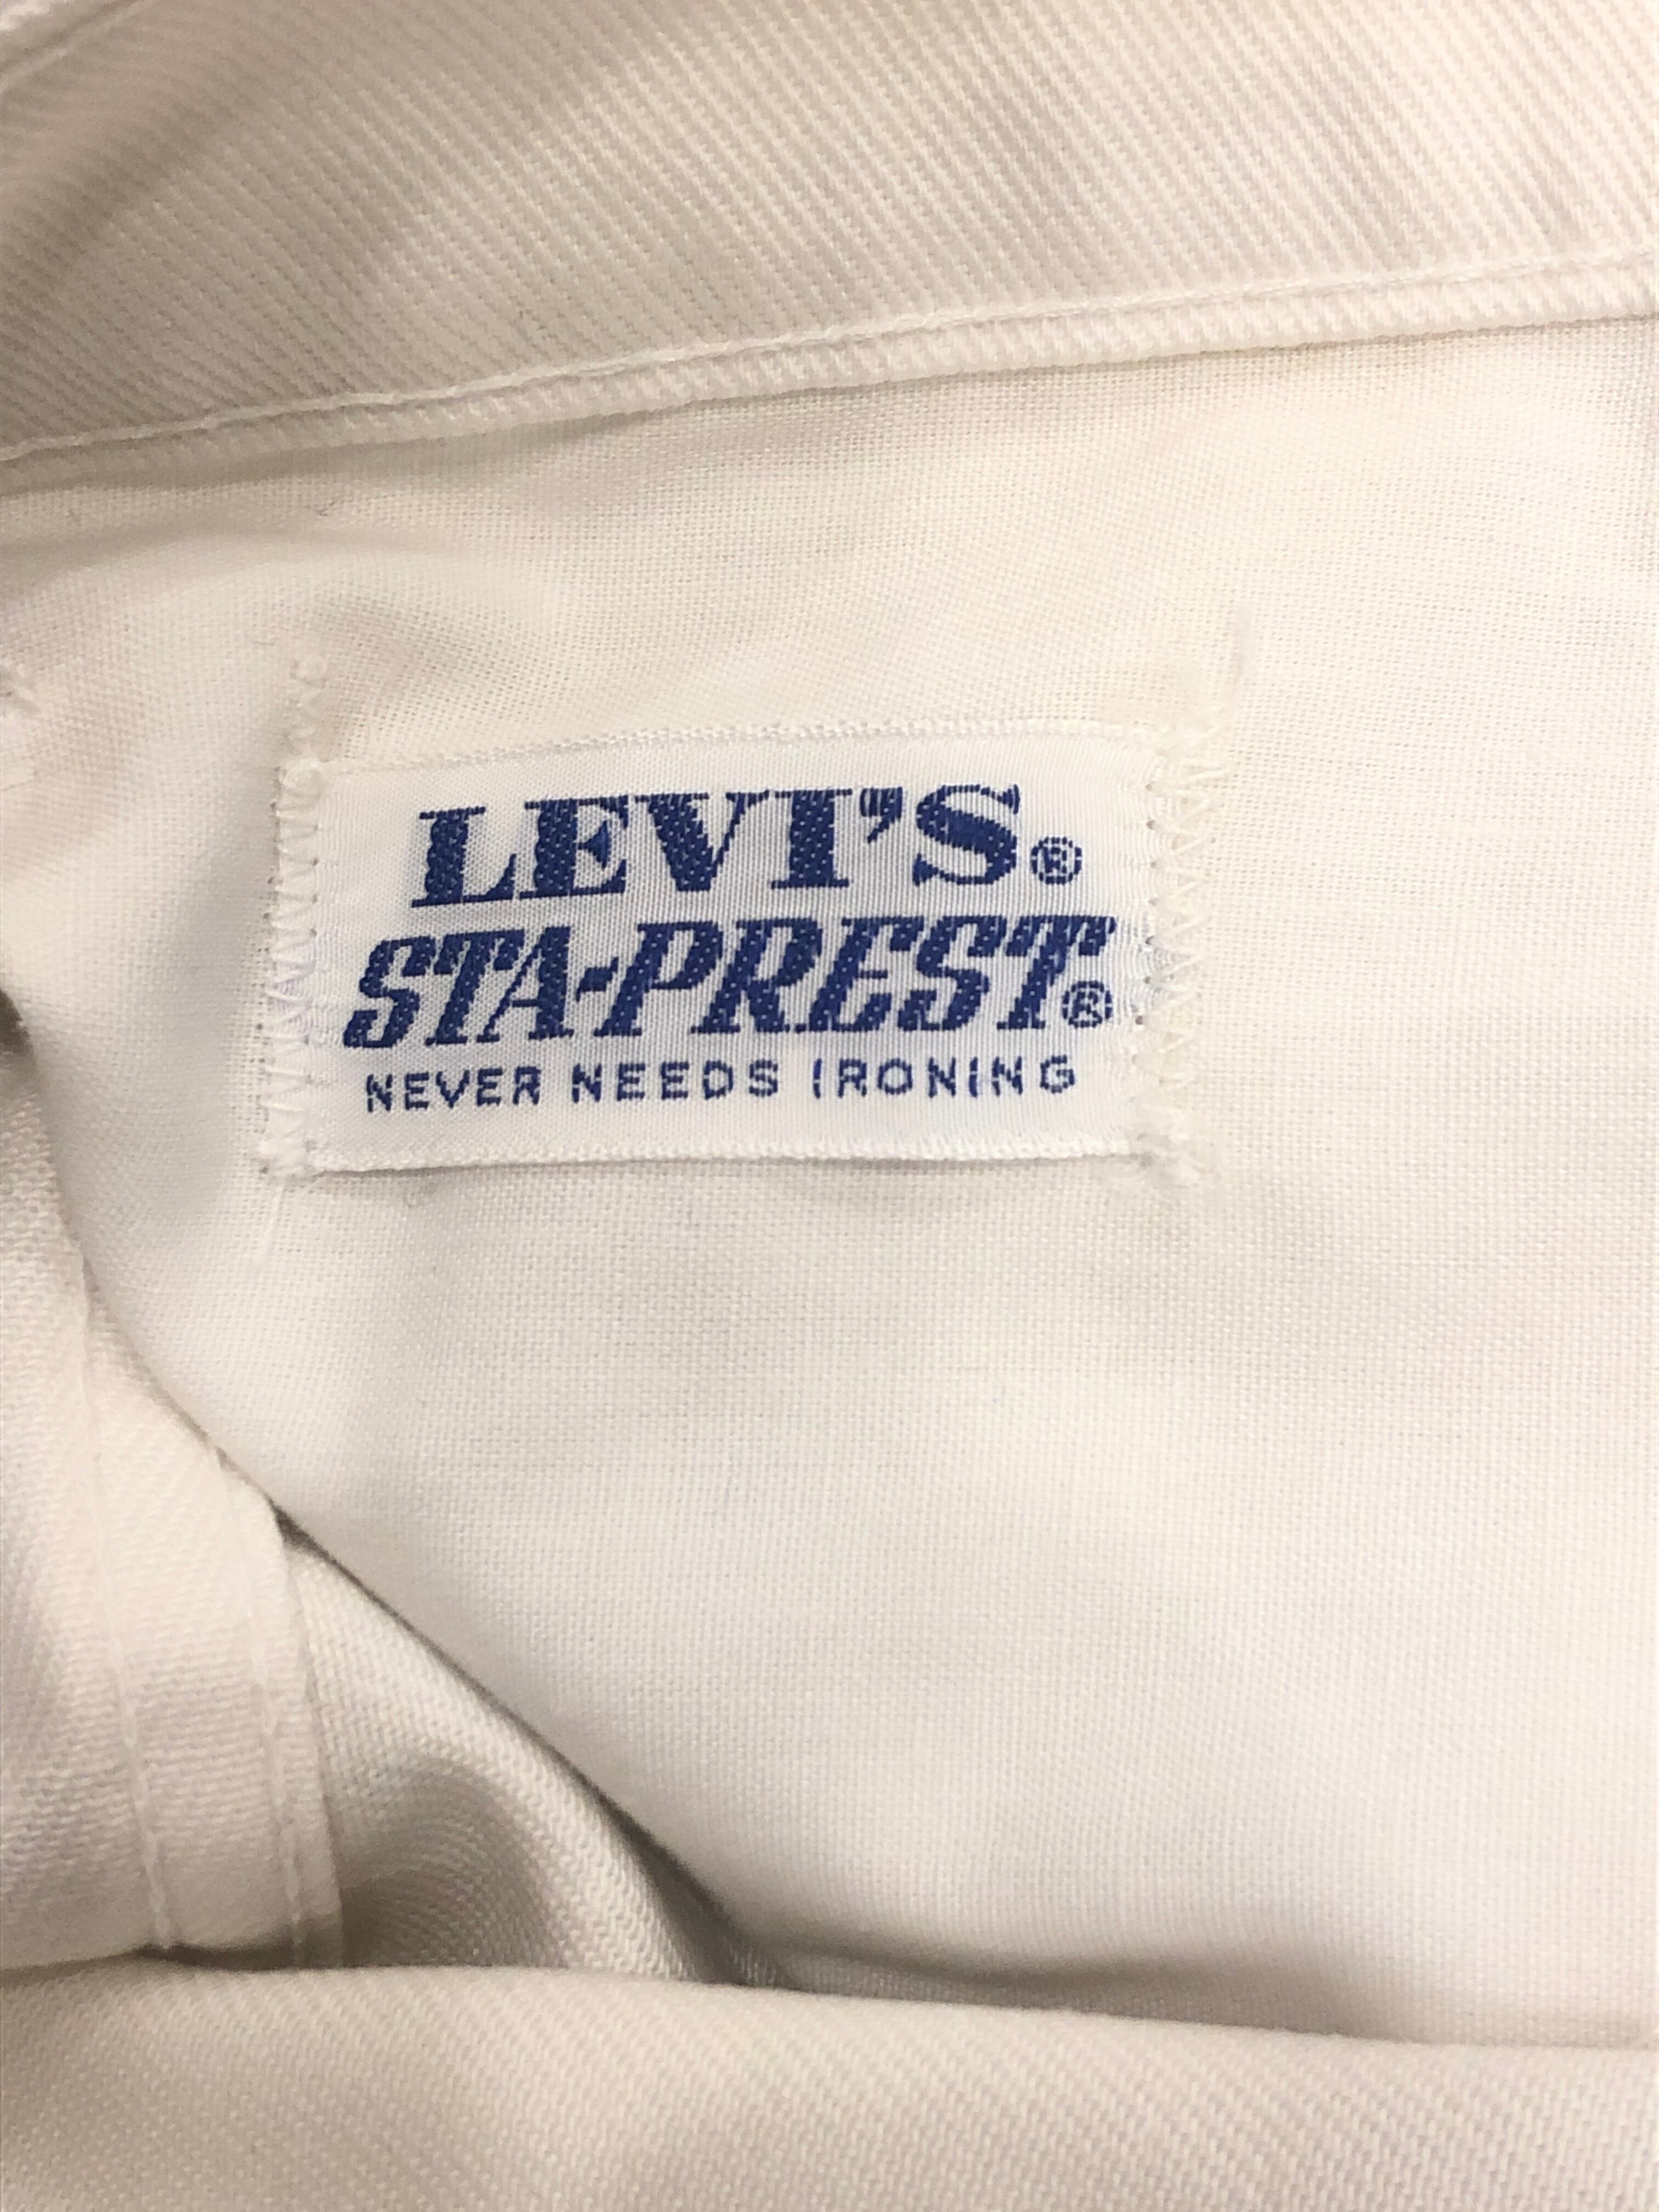 LEVI'S®
STA-PREST®
NEVER NEEDS IRONING